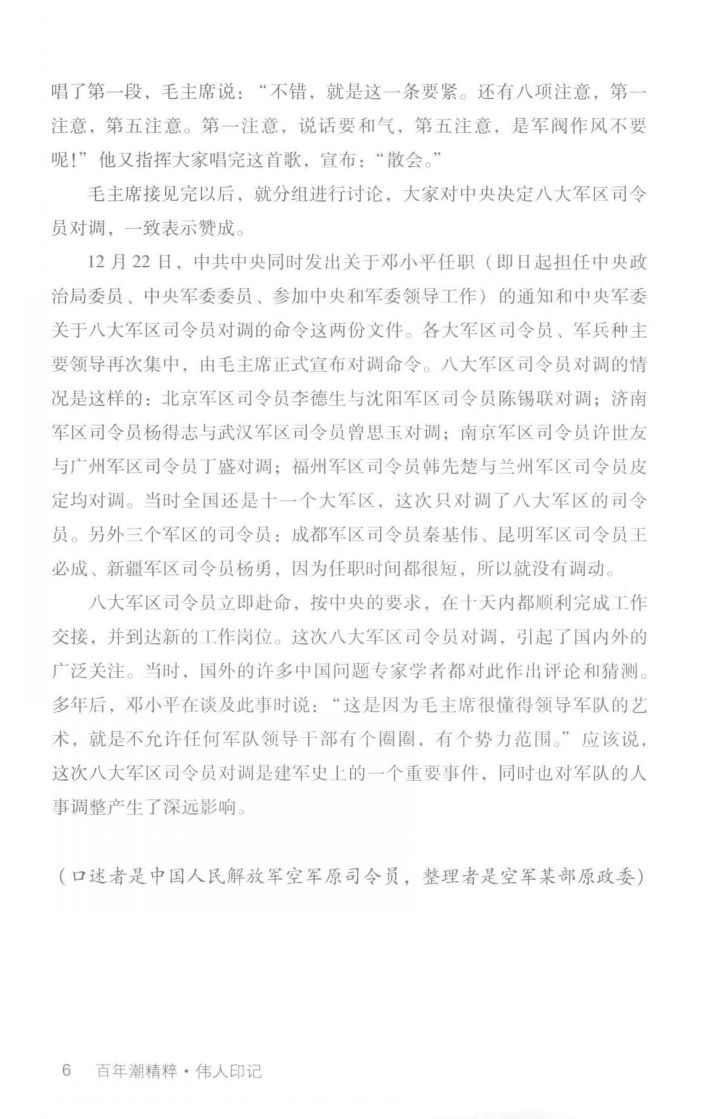 唱了第一段，毛主席说：“不错，就是这一条要紧。还有八项注意，第一
注意，第五注意。第一注意，说话要和气，第五注意，是军阀作风不要
呢！”他又指挥大家唱完这首歌，宣布：“散会。”
毛主席接见完以后，就分组进行讨论，大家对中央决定八大军区司令
员对调，一致表示赞成。
12 月 22 日，中共中央同时发出关于邓小平任职（即日起担任中央政
治局委员、中央军委委员、参加中央和军委领导工作）的通知和中央军委
关于八大军区司令员对调的命令这两份文件。各大军区司令员、军兵种主
要领导再次集中，由毛主席正式宣布对调命令。八大军区司令员对调的情
况是这样的：北京军区司令员李德生与沈阳军区司令员陈锡联对调；济南
军区司令员杨得志与武汉军区司令员曾思玉对调；南京军区司令员许世友
与广州军区司令员丁盛对调；福州军区司令员韩先楚与兰州军区司令员皮
定均对调。当时全国还是十一个大军区，这次只对调了八大军区的司令
员。另外三个军区的司令员：成都军区司令员秦基伟、昆明军区司令员王
必成、新疆军区司令员杨勇，因为任职时间都很短，所以就没有调动。
八大军区司令员立即赴命，按中央的要求，在十天内都顺利完成工作
交接，并到达新的工作岗位。这次八大军区司令员对调，引起了国内外的
广泛关注。当时，国外的许多中国问题专家学者都对此作出评论和猜测。
多年后，邓小平在谈及此事时说：“这是因为毛主席很懂得领导军队的艺
术，就是不允许任何军队领导干部有个圈圈，有个势力范围。”应该说，
这次八大军区司令员对调是建军史上的一个重要事件，同时也对军队的人
事调整产生了深远影响。
（口述者是中国人民解放军空军原司令员，整理者是空军某部原政委）
6 百年潮精粹·伟人印记